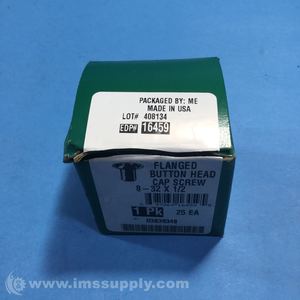 PACKAGED BY: ME
MADE IN USA
LOT# 408134
EDP# 16459
FLANGED
BUTTON HEAD
CAP SCREW
8-32 X 1/2
1 Pk 25 EA
© www.imssupply.com